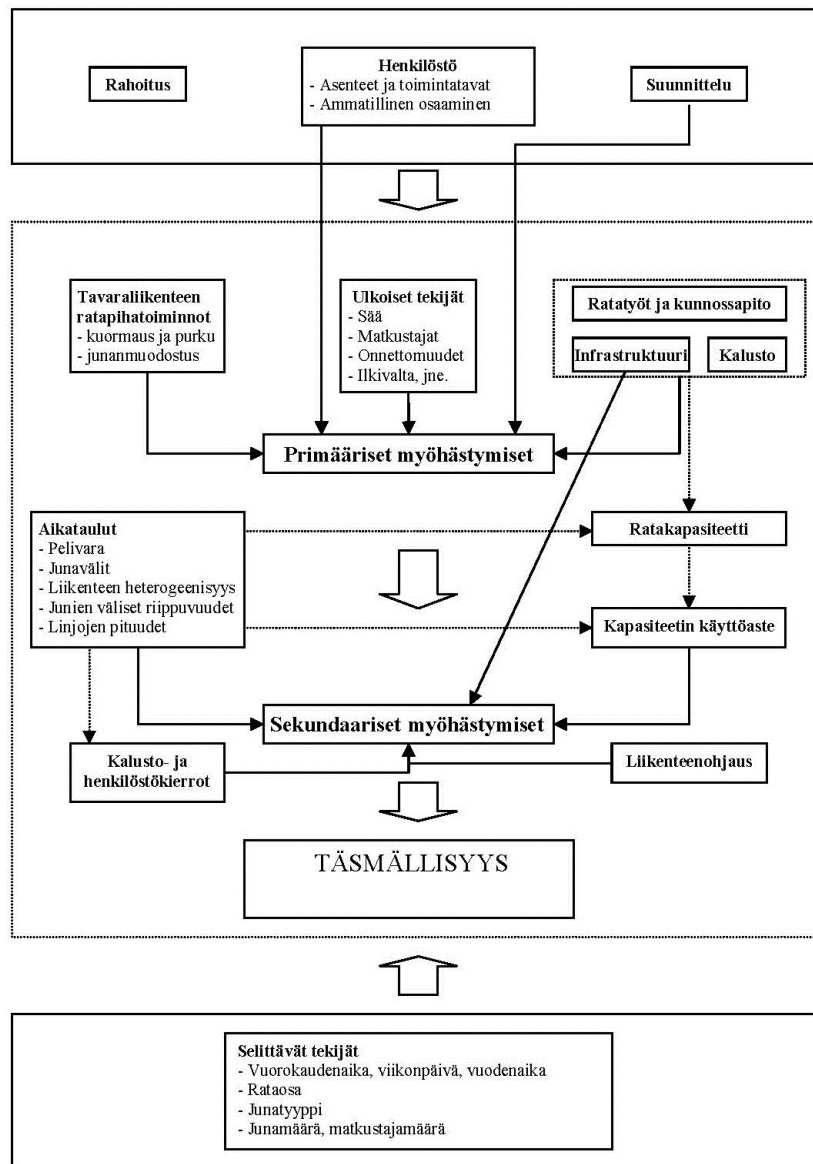 Rahoitus
Henkilöstö
- Asenteet ja toimintatavat
- Ammatillinen osaaminen
Suunnittelu
Tavaraliikenteen
ratapihatoiminnot
- kuormaus ja purku
- junanmuodostus
Ulkoiset tekijät
- Sää
- Matkustajat
- Onnettomuudet
- Ilkivalta, jne.
Ratatyöt ja kunnossapito
Infrastruktuuri
Kalusto
Primääriset myöhästymiset
Aikataulut
- Pelivara
- Junavälit
- Liikenteen heterogeenisyys
- Junien väliset riippuvuudet
- Linjojen pituudet
Ratakapasiteetti
Kapasiteetin käyttöaste
Sekundaariset myöhästymiset
Kalusto- ja
henkilöstökierrot
Liikenteenohjaus
TÄSMÄLLISYYS
Selittävät tekijät
- Vuorokaudenaika, viikonpäivä, vuodenaika
- Rataosa
- Junatyyppi
- Junamäärä, matkustajamäärä